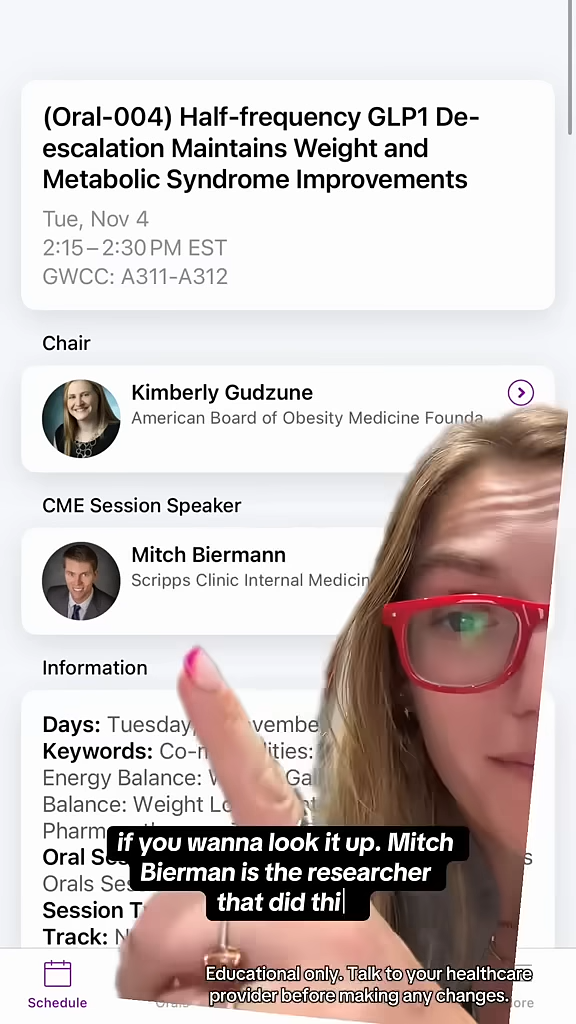 (Oral-004) Half-frequency GLP1 De-
escalation Maintains Weight and
Metabolic Syndrome Improvements
Tue, Nov 4
2:15 – 2:30 PM EST
GWCC: A311-A312
Chair
Kimberly Gudzune
American Board of Obesity Medicine Founda
CME Session Speaker
Mitch Biermann
Scripps Clinic Internal Medicin
Information
Days: Tuesday,
Keywords:
Energy Balance:
Balance: Weight
if you wanna look it up. Mitch
Bierman is the researcher
that did thi
Oral
Orals
Session
Track:
Educational only. Talk to your healthcare
provider before making any changes.
Schedule